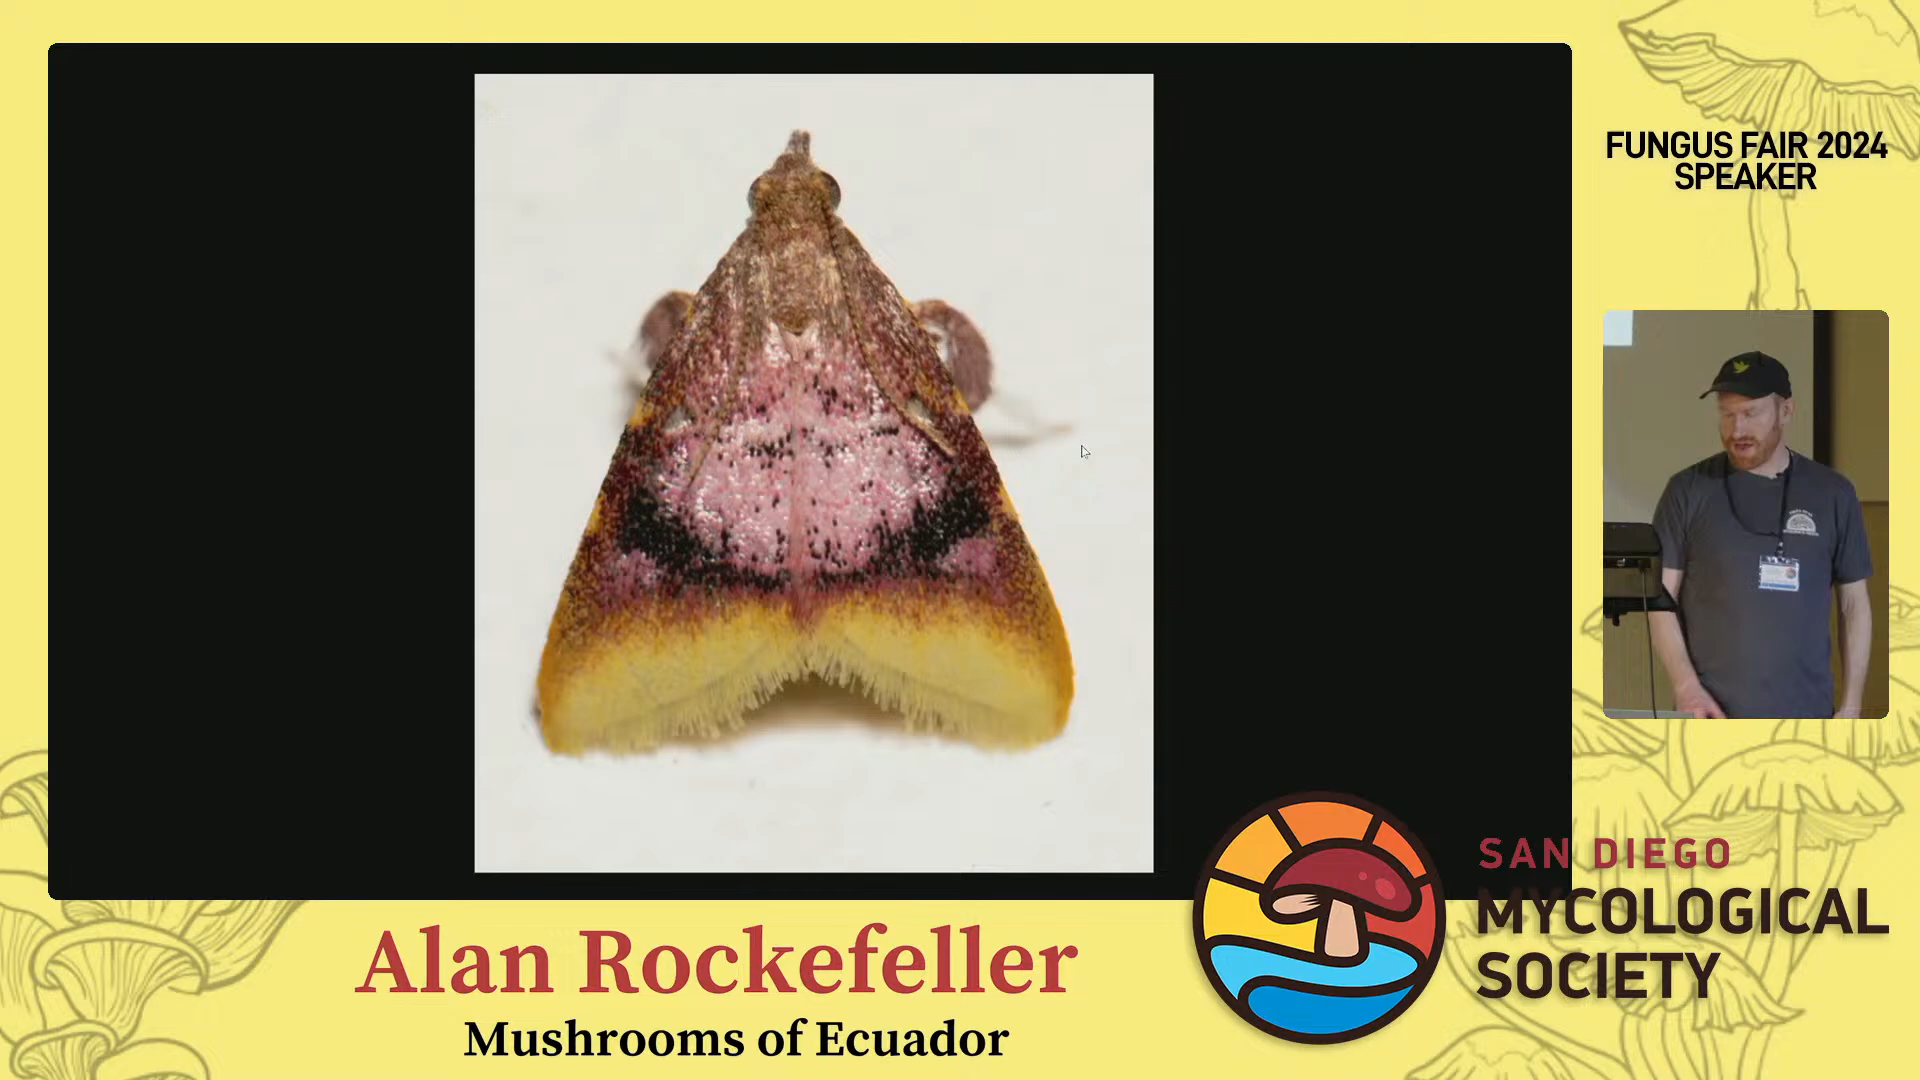 FUNGUS FAIR 2024
SPEAKER
Alan Rockefeller
Mushrooms of Ecuador
SAN DIEGO
MYCOLOGICAL
SOCIETY